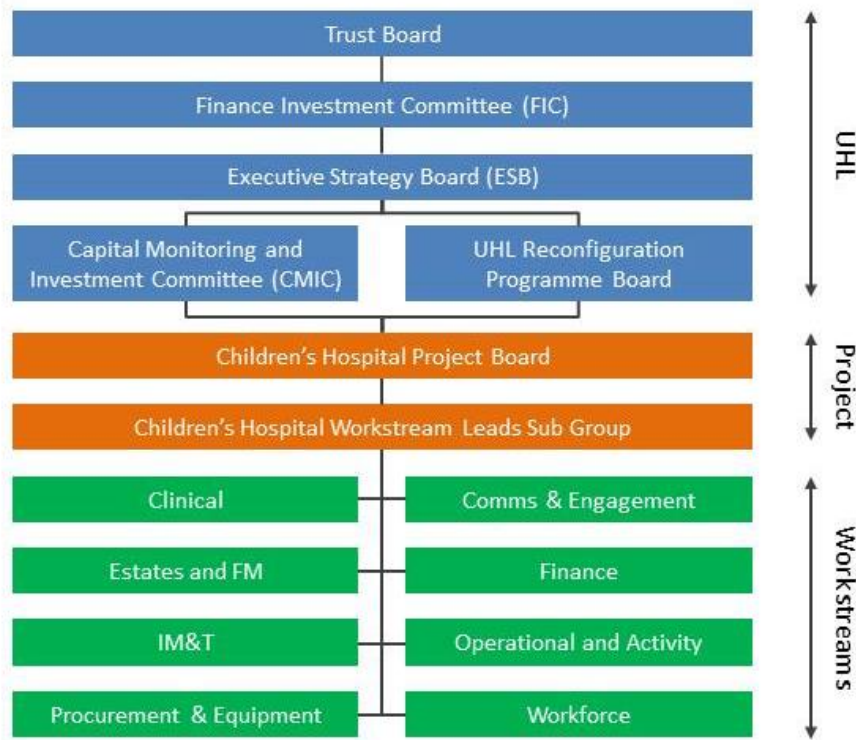 Trust Board
Finance Investment Committee (FIC)
Executive Strategy Board (ESB)
Capital Monitoring and
Investment Committee (CMIC)
UHL Reconfiguration
Programme Board
UHL
Children’s Hospital Project Board
Children’s Hospital Workstream Leads Sub Group
Project
Clinical
Comms & Engagement
Estates and FM
Finance
IM&T
Operational and Activity
Procurement & Equipment
Workforce
Workstreams